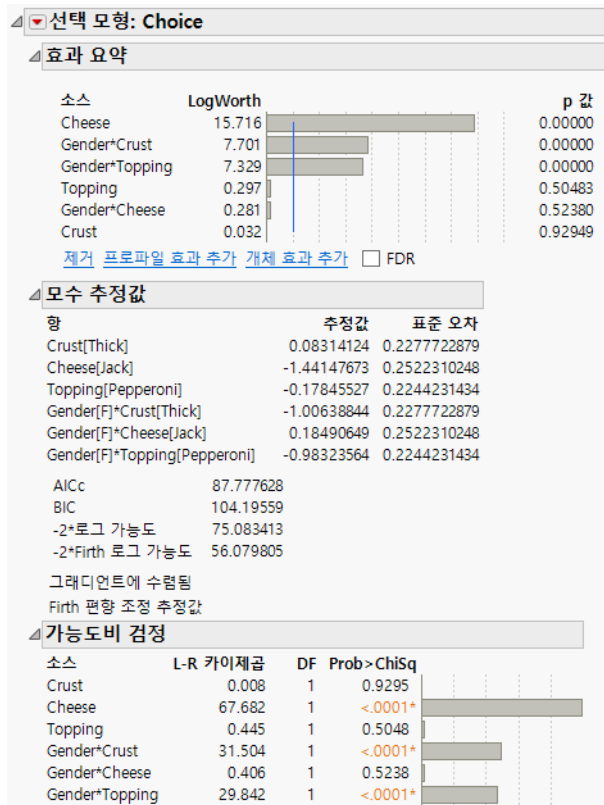 선택 모형: Choice
효과 요약
소스 LogWorth p 값
Cheese 15.716 0.00000
Gender*Crust 7.701 0.00000
Gender*Topping 7.329 0.00000
Topping 0.297 0.50483
Gender*Cheese 0.281 0.52380
Crust 0.032 0.92949
제거 프로파일 효과 추가 개체 효과 추가 FDR
모수 추정값
항 추정값 표준 오차
Crust[Thick] 0.08314124 0.2277722879
Cheese[Jack] -1.44147673 0.2522310248
Topping[Pepperoni] -0.17845527 0.2244231434
Gender[F]*Crust[Thick] -1.00638844 0.2277722879
Gender[F]*Cheese[Jack] 0.18490649 0.2522310248
Gender[F]*Topping[Pepperoni] -0.98323564 0.2244231434
AICc 87.777628
BIC 104.19559
-2*로그 가능도 75.083413
-2*Firth 로그 가능도 56.079805
그래디언트에 수렴됨
Firth 편향 조정 추정값
가능도비 검정
소스 L-R 카이제곱 DF Prob>ChiSq
Crust 0.008 1 0.9295
Cheese 67.682 1 <.0001*
Topping 0.445 1 0.5048
Gender*Crust 31.504 1 <.0001*
Gender*Cheese 0.406 1 0.5238
Gender*Topping 29.842 1 <.0001*